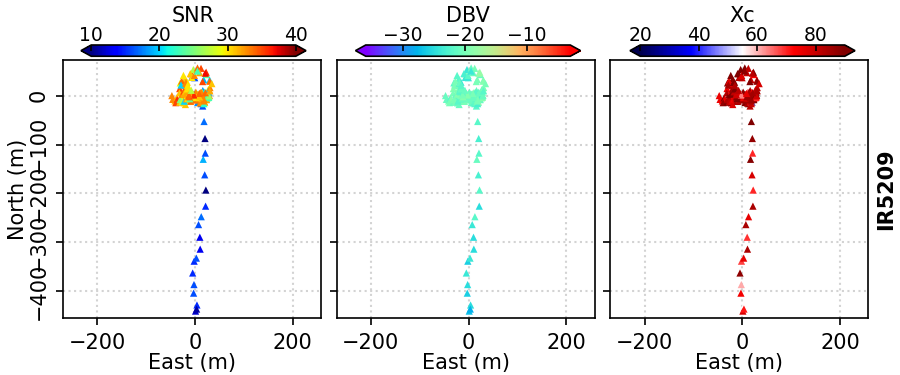 SNR DBV Xc
10 20 30 40 −30 −20 −10 20 40 60 80
North (m)
0
−100
−200
−300
−400
−200 0 200 −200 0 200 −200 0 200
East (m) East (m) East (m)
IR5209